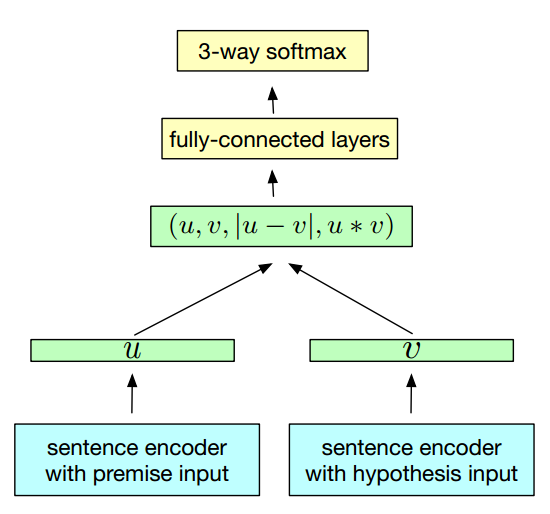 3-way softmax
fully-connected layers
(u, v, |u − v|, u ∗ v)
u
v
sentence encoder
with premise input
sentence encoder
with hypothesis input